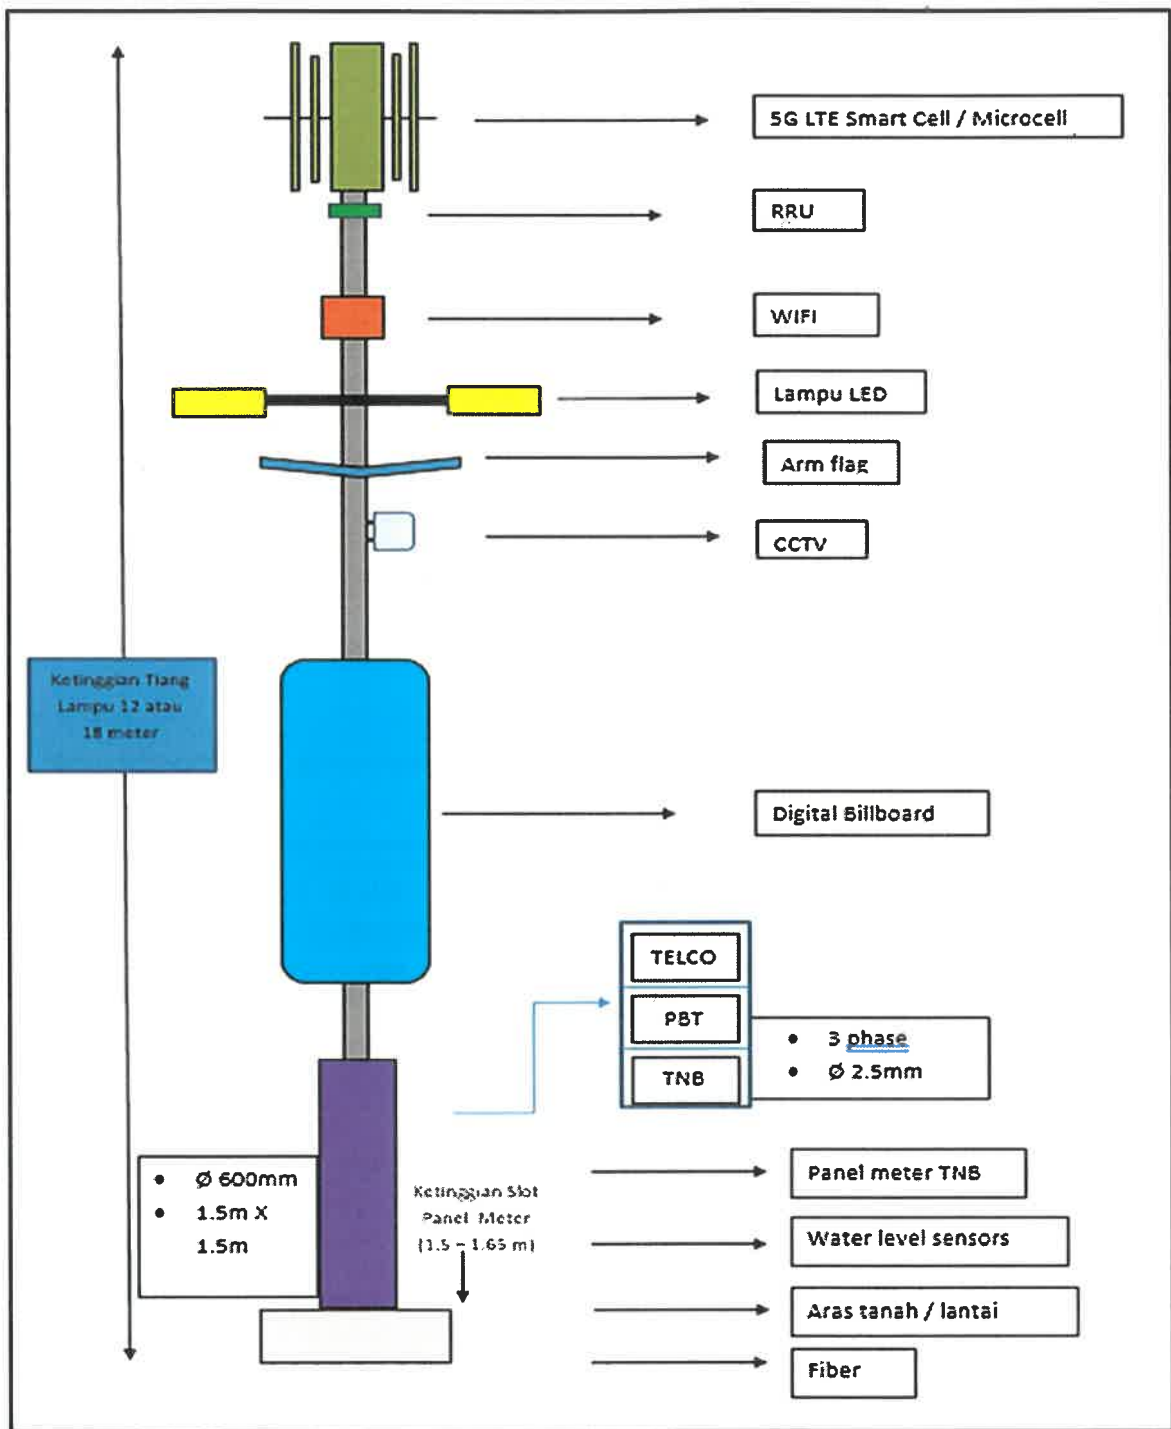 5G LTE Smart Cell / Microcell
RRU
WIFI
Lampu LED
Arm flag
CCTV
Ketinggian Tiang
Lampu 12 atau
18 meter
Digital Billboard
TELCO
PBT
TNB
• 3 phase
• Ø 2.5mm
• Ø 600mm
• 1.5m X
1.5m
Ketinggian Slot
Panel Meter
(1.5 – 1.65 m)
Panel meter TNB
Water level sensors
Aras tanah / lantai
Fiber